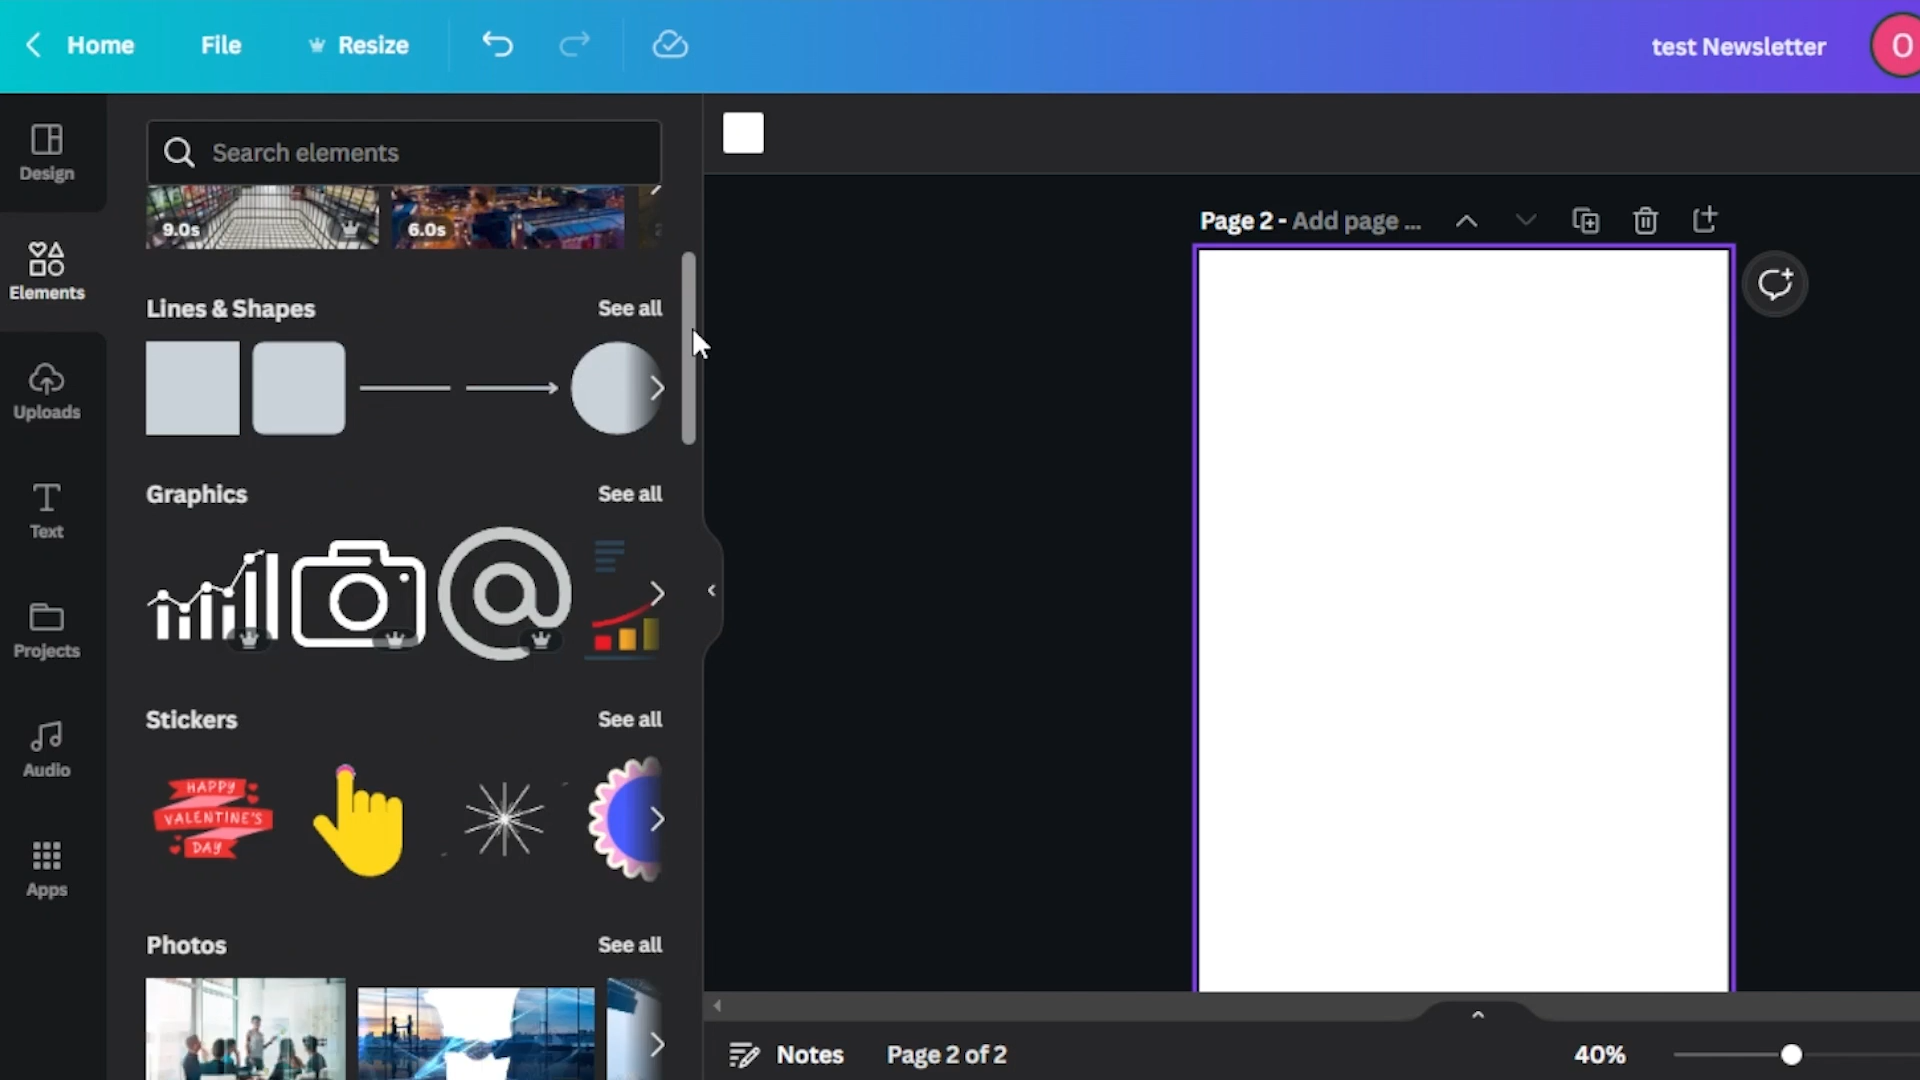 Home
File
Resize
test Newsletter
O
Design
Elements
Uploads
Text
Projects
Audio
Apps
Search elements
9.0s
6.0s
Lines & Shapes
See all
Graphics
See all
Stickers
See all
HAPPY
VALENTINE'S
DAY
Photos
See all
Page 2 - Add page ...
Notes
Page 2 of 2
40%